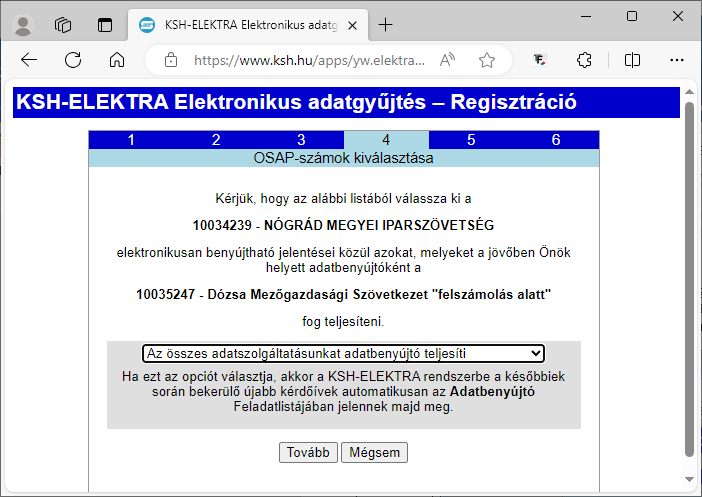 KSH-ELEKTRA Elektronikus adatg
https://www.ksh.hu/apps/yw.elektra...
KSH-ELEKTRA Elektronikus adatgyűjtés – Regisztráció
1 2 3 4 5 6
OSAP-számok kiválasztása
Kérjük, hogy az alábbi listából válassza ki a
10034239 - NÓGRÁD MEGYEI IPARSZÖVETSÉG
elektronikusan benyújtható jelentései közül azokat, melyeket a jövőben Önök
helyett adatbenyújtóként a
10035247 - Dózsa Mezőgazdasági Szövetkezet "felszámolás alatt"
fog teljesíteni.
Az összes adatszolgáltatásunkat adatbenyújtó teljesíti
Ha ezt az opciót választja, akkor a KSH-ELEKTRA rendszerbe a későbbiek
során bekerülő újabb kérdőívek automatikusan az Adatbenyújtó
Feladatlistájában jelennek majd meg.
Tovább Mégsem